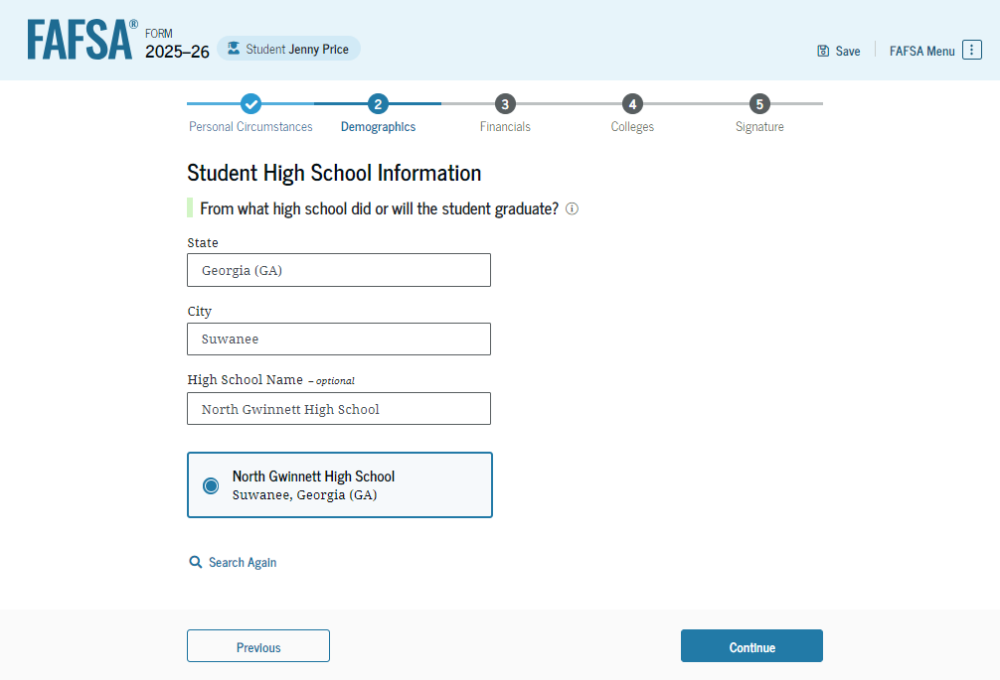 FAFSA® FORM
2025–26
Student Jenny Price
Save
FAFSA Menu
2
3
4
5
Personal Circumstances
Demographics
Financials
Colleges
Signature
Student High School Information
From what high school did or will the student graduate?
State
Georgia (GA)
City
Suwanee
High School Name – optional
North Gwinnett High School
North Gwinnett High School
Suwanee, Georgia (GA)
Search Again
Previous
Continue